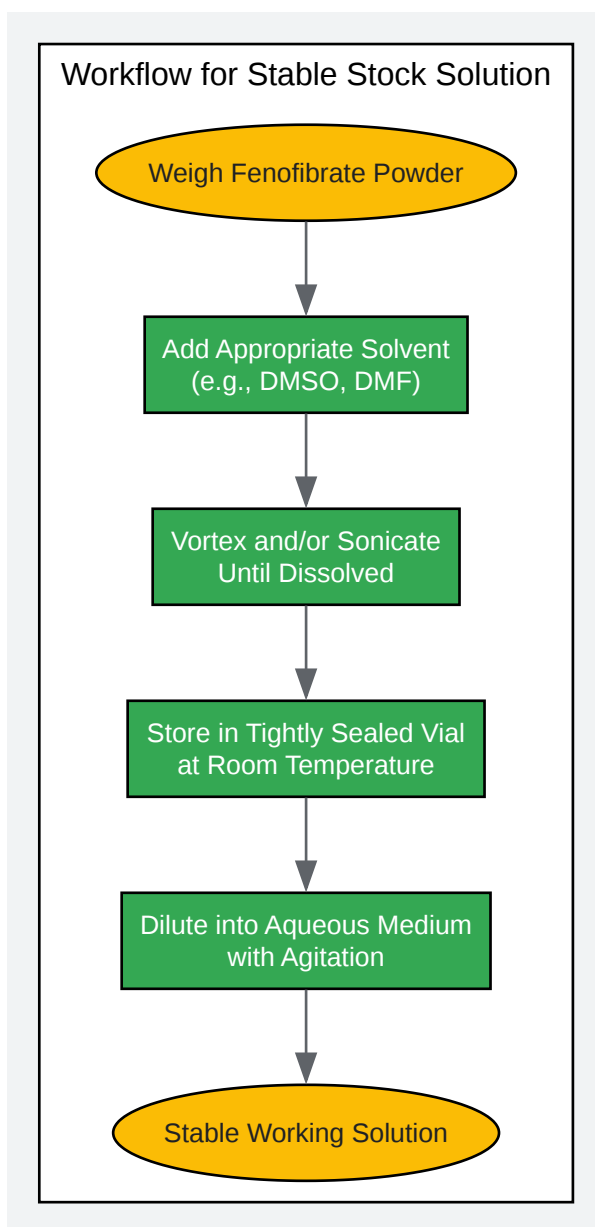 Workflow for Stable Stock Solution
Weigh Fenofibrate Powder
Add Appropriate Solvent
(e.g., DMSO, DMF)
Vortex and/or Sonicate
Until Dissolved
Store in Tightly Sealed Vial
at Room Temperature
Dilute into Aqueous Medium
with Agitation
Stable Working Solution